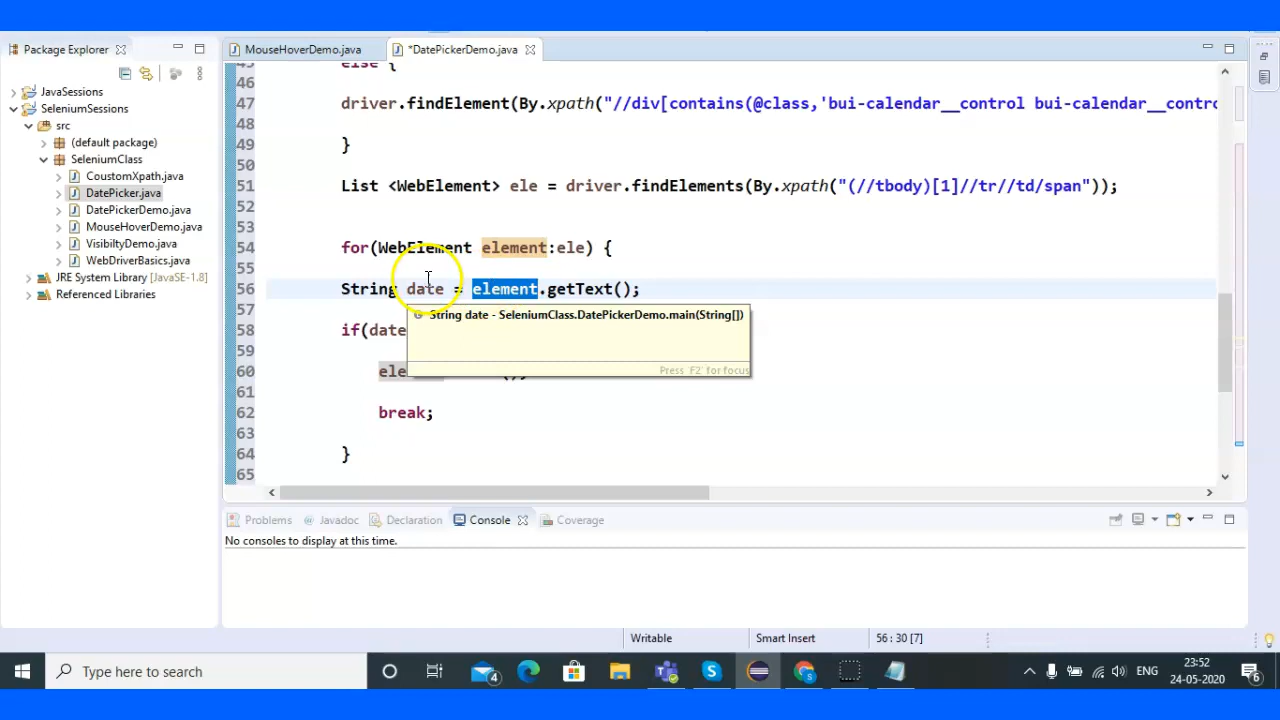 Package Explorer
MouseHoverDemo.java
*DatePickerDemo.java
JavaSessions
SeleniumSessions
src
(default package)
SeleniumClass
CoustomXpath.java
DatePicker.java
DatePickerDemo.java
MouseHoverDemo.java
VisibiltyDemo.java
WebDriverBasics.java
JRE System Library [JavaSE-1.8]
Referenced Libraries
45 else {
46
47 driver.findElement(By.xpath("//div[contains(@class,'bui-calendar__control bui-calendar__contro
48
49 }
50
51 List <WebElement> ele = driver.findElements(By.xpath("(//tbody)[1]//tr//td/span"));
52
53
54 for(WebElement element:ele) {
55
56 String date = element.getText();
57
String date - SeleniumClass.DatePickerDemo.main(String[])
58 if(date
59
Press 'F2' for focus
60 ele
61
62 break;
63
64 }
65
Problems Javadoc Declaration Console Coverage
No consoles to display at this time.
Writable Smart Insert 56 : 30 [7]
Type here to search
4
ENG
23:52
24-05-2020
6